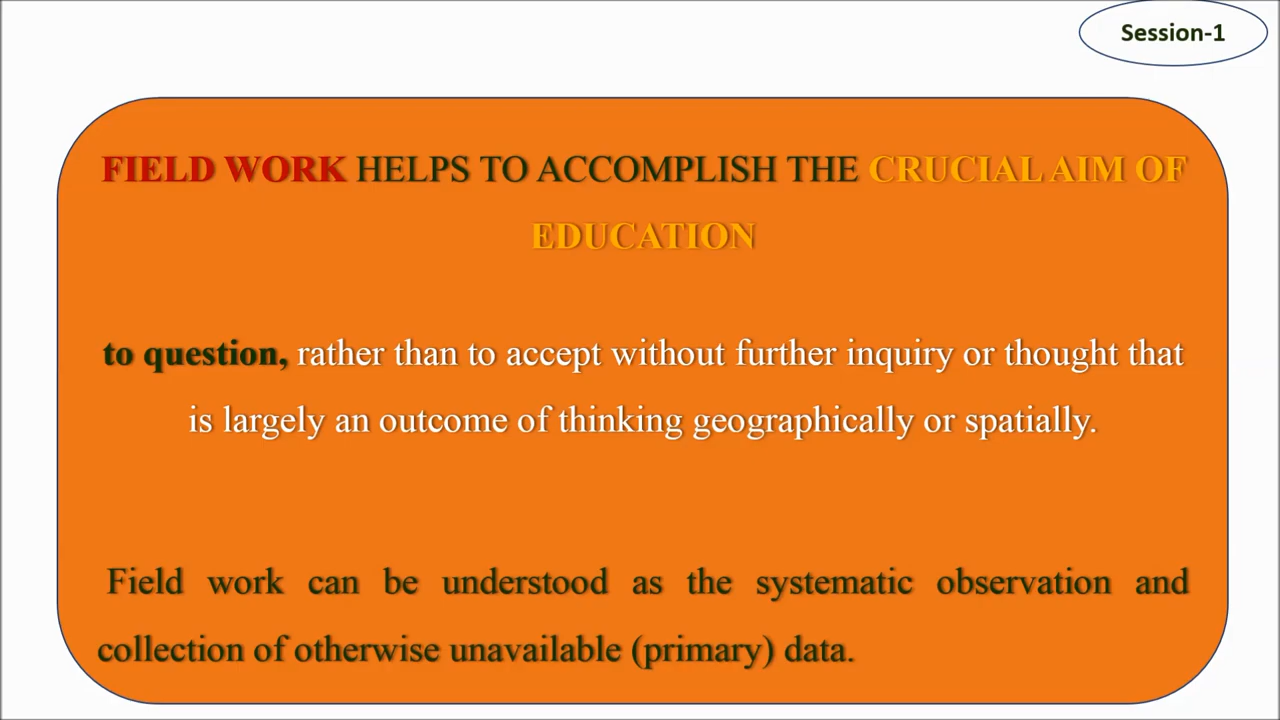 Session-1
FIELD WORK HELPS TO ACCOMPLISH THE CRUCIAL AIM OF
EDUCATION
to question, rather than to accept without further inquiry or thought that
is largely an outcome of thinking geographically or spatially.
Field work can be understood as the systematic observation and
collection of otherwise unavailable (primary) data.